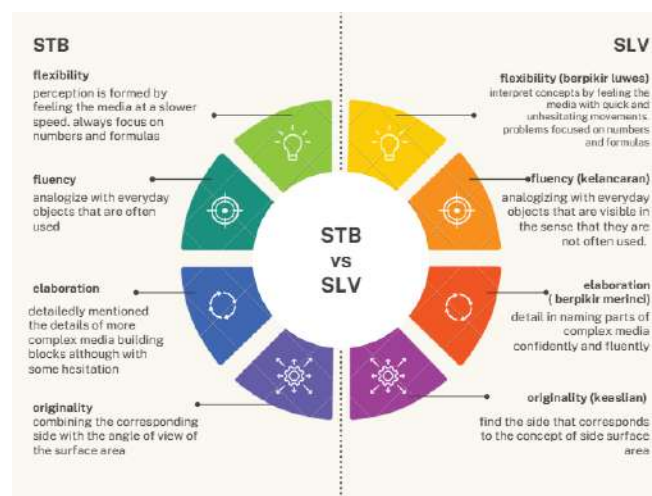 STB
flexibility
perception is formed by
feeling the media at a slower
speed. always focus on
numbers and formulas
fluency
analogize with everyday
objects that are often
used
elaboration
detailedly mentioned
the details of more
complex media building
blocks although with
some hesitation
originality
combining the corresponding
side with the angle of view of
the surface area
STB
vs
SLV
SLV
flexibility (berpikir luwes)
interpret concepts by feeling the
media with quick and
unhesitating movements.
problems focused on numbers
and formulas
fluency (kelancaran)
analogizing with everyday
objects that are visible in
the sense that they are
not often used.
elaboration
( berpikir merinci)
detail in naming parts of
complex media
confidently and fluently
originality (keaslian)
find the side that corresponds
to the concept of side surface
area